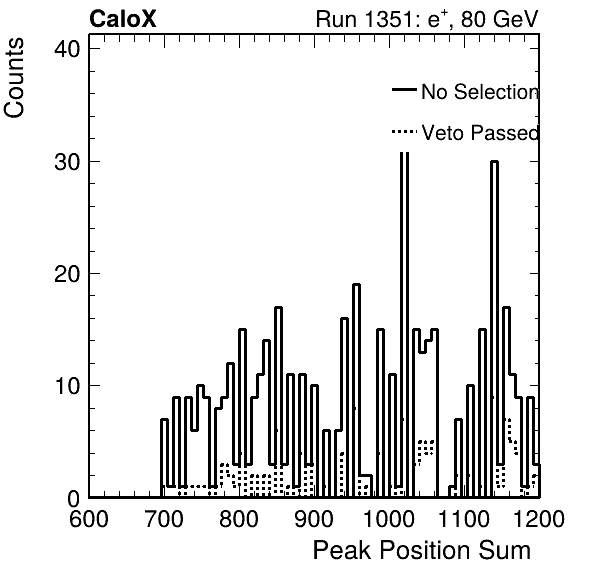 CaloX Run 1351: e⁺, 80 GeV
Counts
No Selection
Veto Passed
40
30
20
10
0
600 700 800 900 1000 1100 1200
Peak Position Sum